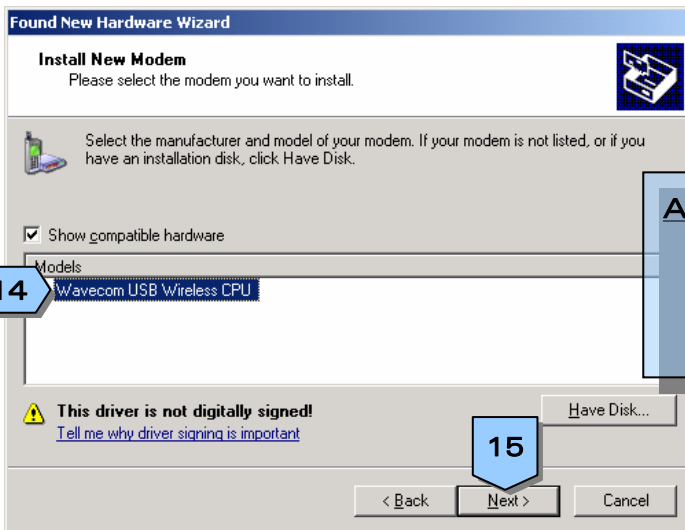 Found New Hardware Wizard
Install New Modem
Please select the modem you want to install.
Select the manufacturer and model of your modem. If your modem is not listed, or if you
have an installation disk, click Have Disk.
A
Show compatible hardware
Models
14
Wavecom USB Wireless CPU
This driver is not digitally signed!
Tell me why driver signing is important
Have Disk...
15
< Back
Next >
Cancel